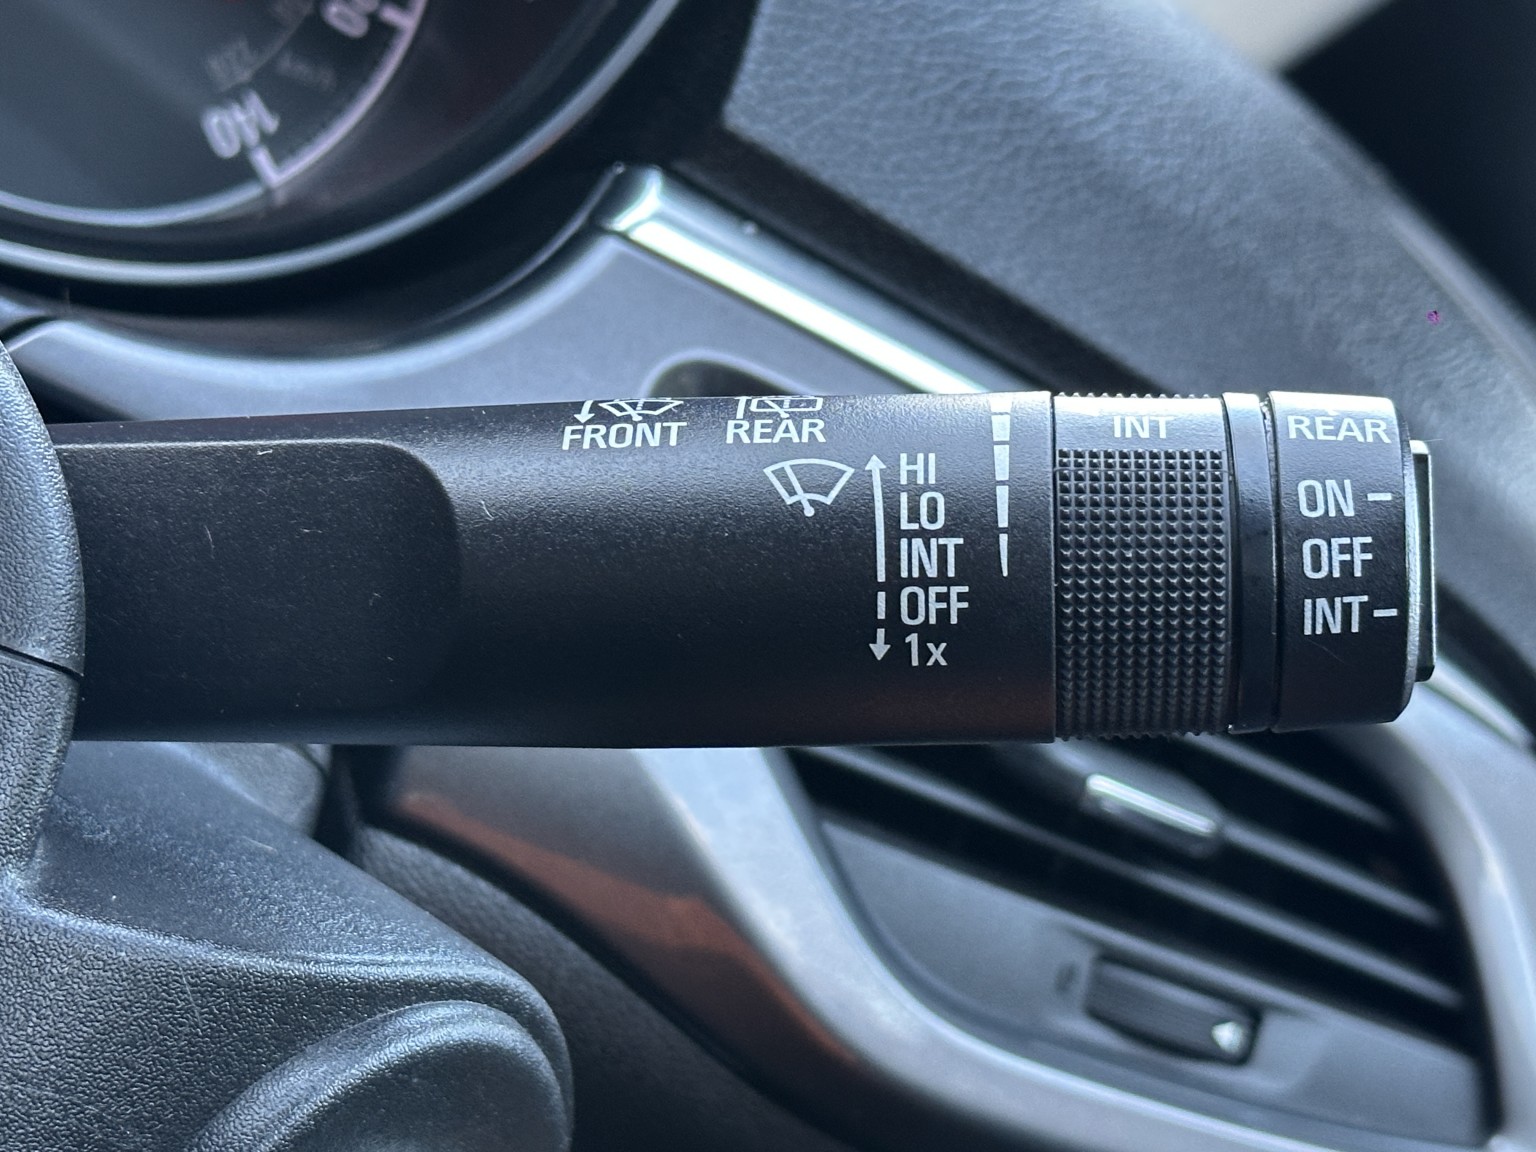 140
FRONT REAR
HI
LO
INT
OFF
1x
INT
REAR
ON
OFF
INT